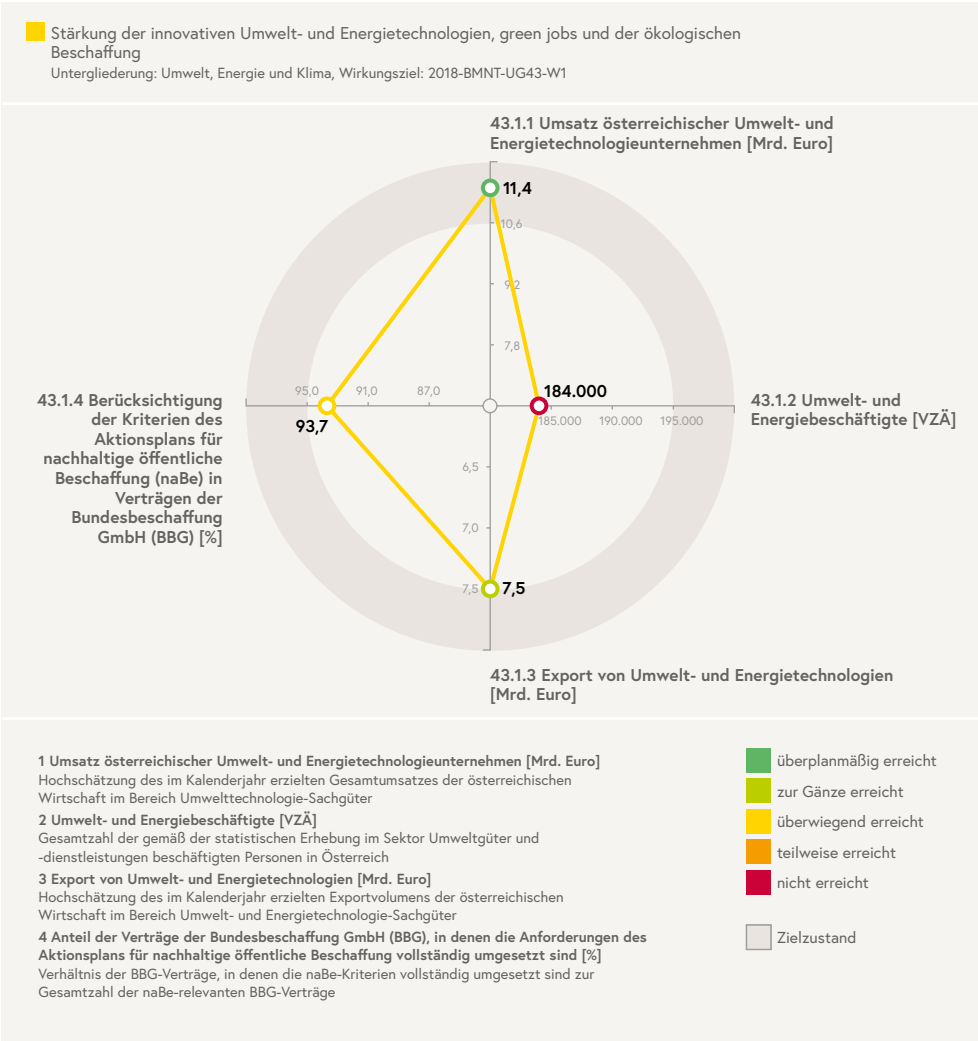 Stärkung der innovativen Umwelt- und Energietechnologien, green jobs und der ökologischen
Beschaffung
Untergliederung: Umwelt, Energie und Klima, Wirkungsziel: 2018-BMNT-UG43-W1
43.1.1 Umsatz österreichischer Umwelt- und
Energietechnologieunternehmen [Mrd. Euro]
11,4
10,6
9,2
7,8
95,0
91,0
87,0
184.000
185.000
190.000
195.000
43.1.2 Umwelt- und
Energiebeschäftigte [VZÄ]
43.1.4 Berücksichtigung
der Kriterien des
Aktionsplans für
nachhaltige öffentliche
Beschaffung (naBe) in
Verträgen der
Bundesbeschaffung
GmbH (BBG) [%]
93,7
6,5
7,0
7,5
7,5
43.1.3 Export von Umwelt- und Energietechnologien
[Mrd. Euro]
1 Umsatz österreichischer Umwelt- und Energietechnologieunternehmen [Mrd. Euro]
Hochschätzung des im Kalenderjahr erzielten Gesamtumsatzes der österreichischen
Wirtschaft im Bereich Umwelttechnologie-Sachgüter
2 Umwelt- und Energiebeschäftigte [VZÄ]
Gesamtzahl der gemäß der statistischen Erhebung im Sektor Umweltgüter und
-dienstleistungen beschäftigten Personen in Österreich
3 Export von Umwelt- und Energietechnologien [Mrd. Euro]
Hochschätzung des im Kalenderjahr erzielten Exportvolumens der österreichischen
Wirtschaft im Bereich Umwelt- und Energietechnologie-Sachgüter
4 Anteil der Verträge der Bundesbeschaffung GmbH (BBG), in denen die Anforderungen des
Aktionsplans für nachhaltige öffentliche Beschaffung vollständig umgesetzt sind [%]
Verhältnis der BBG-Verträge, in denen die naBe-Kriterien vollständig umgesetzt sind zur
Gesamtzahl der naBe-relevanten BBG-Verträge
überplanmäßig erreicht
zur Gänze erreicht
überwiegend erreicht
teilweise erreicht
nicht erreicht
Zielzustand